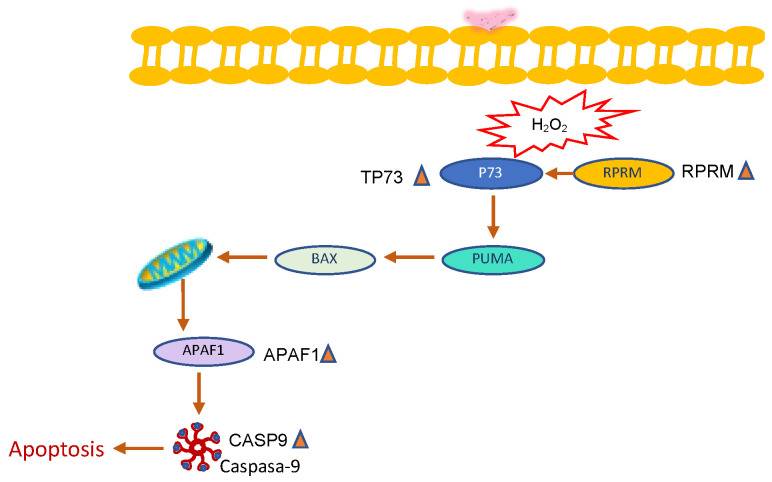 H₂O₂
TP73
P73
RPRM
RPRM
BAX
PUMA
APAF1
APAF1
Apoptosis
CASP9
Caspasa-9